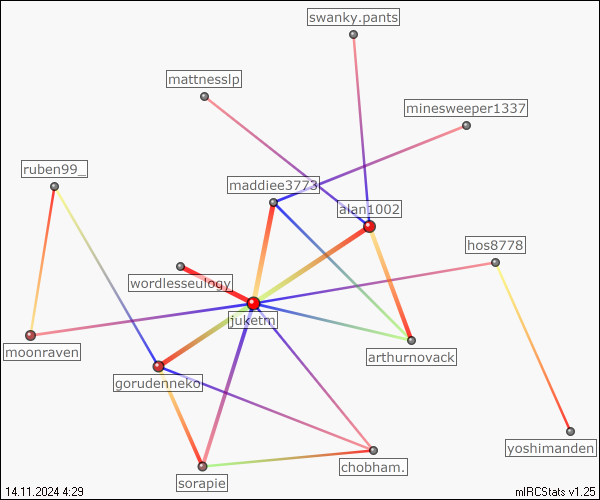 swanky.pants
mattnesslp
minesweeper1337
ruben99_
maddiee3773
alan1002
hos8778
wordlesseulogy
juketm
moonraven
arthurnovack
gorudenneko
yoshimanden
chobham.
sorapie
14.11.2024 4:29
mIRCStats v1.25